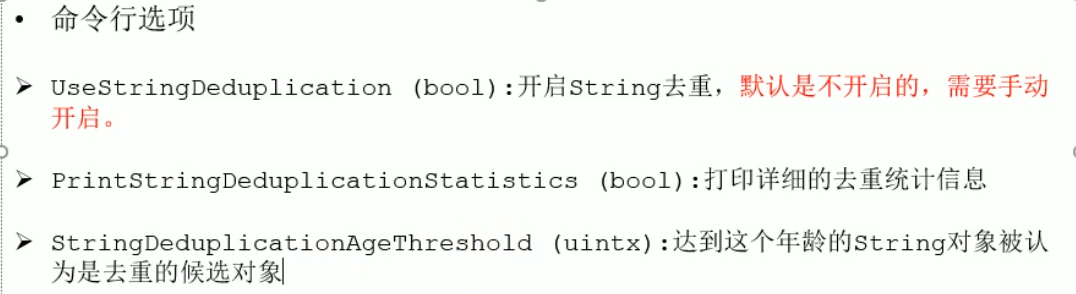 • 命令行选项
➢ UseStringDeduplication (bool):开启String去重，默认是不开启的，需要手动
开启。
➢ PrintStringDeduplicationStatistics (bool):打印详细的去重统计信息
➢ StringDeduplicationAgeThreshold (uintx):达到这个年龄的String对象被认
为是去重的候选对象